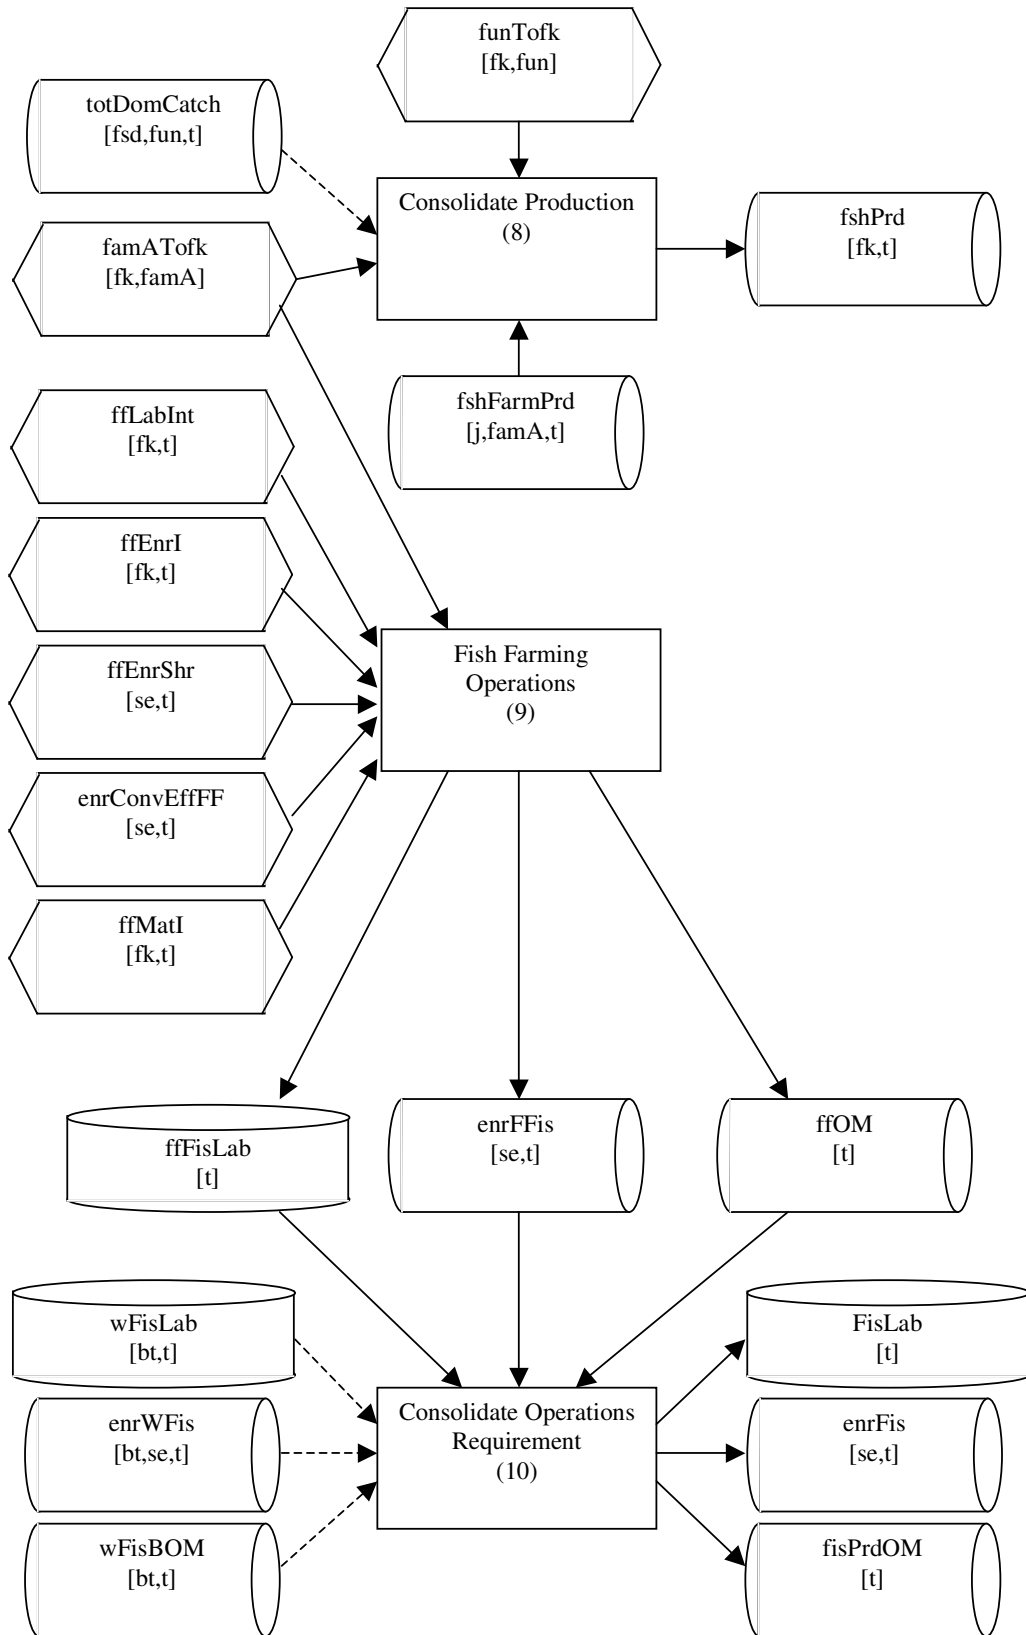 funTofk
[fk,fun]
totDomCatch
[fsd,fun,t]
Consolidate Production
(8)
fshPrd
[fk,t]
famATofk
[fk,famA]
fshFarmPrd
[j,famA,t]
ffLabInt
[fk,t]
ffEnrI
[fk,t]
ffEnrShr
[se,t]
Fish Farming
Operations
(9)
enrConvEffFF
[se,t]
ffMatI
[fk,t]
ffFisLab
[t]
enrFFis
[se,t]
ffOM
[t]
wFisLab
[bt,t]
FisLab
[t]
enrWFis
[bt,se,t]
Consolidate Operations
Requirement
(10)
enrFis
[se,t]
wFisBOM
[bt,t]
fisPrdOM
[t]